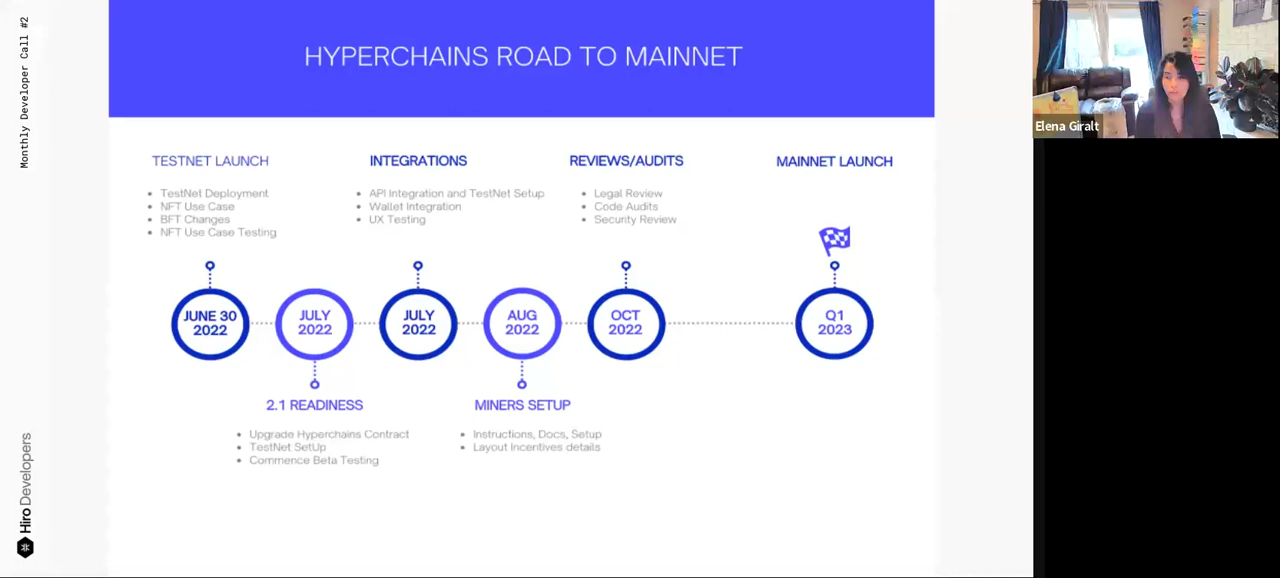 Monthly Developer Call #2
HYPERCHAINS ROAD TO MAINNET
TESTNET LAUNCH
• TestNet Deployment
• NFT Use Case
• BFT Changes
• NFT Use Case Testing
INTEGRATIONS
• API Integration and TestNet Setup
• Wallet Integration
• UX Testing
REVIEWS/AUDITS
• Legal Review
• Code Audits
• Security Review
MAINNET LAUNCH
JUNE 30
2022
JULY
2022
JULY
2022
AUG
2022
OCT
2022
Q1
2023
2.1 READINESS
• Upgrade Hyperchains Contract
• TestNet SetUp
• Commence Beta Testing
MINERS SETUP
• Instructions, Docs, Setup
• Layout Incentives details
Hiro Developers
Elena Giralt